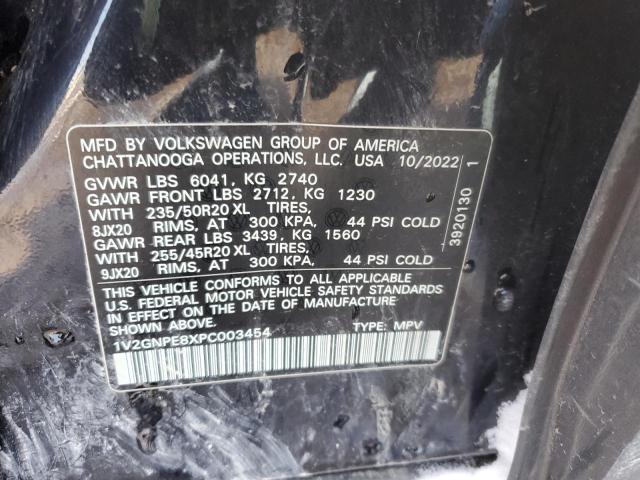 MFD BY VOLKSWAGEN GROUP OF AMERICA
CHATTANOOGA OPERATIONS, LLC. USA 10/2022
GVWR LBS 6041, KG 2740
GAWR FRONT LBS 2712, KG 1230
WITH 235/50R20 XL TIRES,
8JX20 RIMS, AT 300 KPA, 44 PSI COLD
GAWR REAR LBS 3439, KG 1560
WITH 255/45R20 XL TIRES,
9JX20 RIMS, AT 300 KPA, 44 PSI COLD
THIS VEHICLE CONFORMS TO ALL APPLICABLE
U.S. FEDERAL MOTOR VEHICLE SAFETY STANDARDS
IN EFFECT ON THE DATE OF MANUFACTURE
SHOWN ABOVE.
1V2GNPE8XPC003454 TYPE: MPV
3920130 1